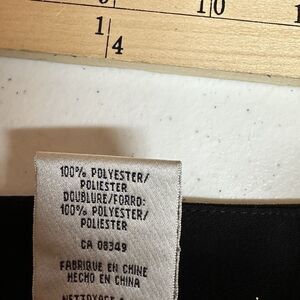 10
1
1/4
100% POLYESTER/
POLIESTER
DOUBLURE/FORRO:
100% POLYESTER/
POLIESTER
CA 08349
FABRIQUE EN CHINE
HECHO EN CHINA